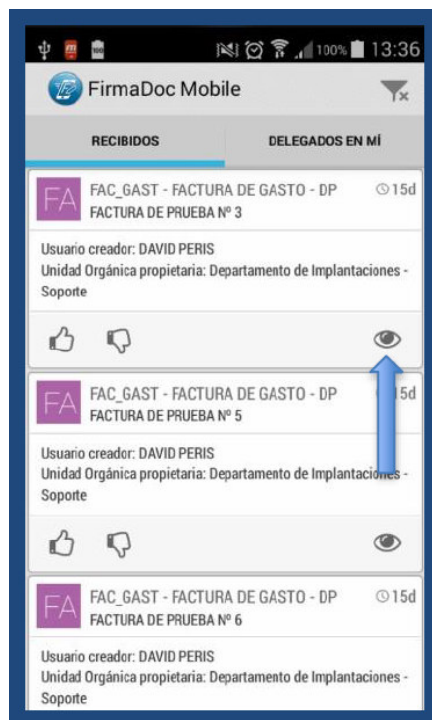 100% 13:36
FirmaDoc Mobile
RECIBIDOS DELEGADOS EN MÍ
FA FAC_GAST - FACTURA DE GASTO - DP 15d
FACTURA DE PRUEBA Nº 3
Usuario creador: DAVID PERIS
Unidad Orgánica propietaria: Departamento de Implantaciones -
Soporte
FA FAC_GAST - FACTURA DE GASTO - DP 15d
FACTURA DE PRUEBA Nº 5
Usuario creador: DAVID PERIS
Unidad Orgánica propietaria: Departamento de Implantaciones -
Soporte
FA FAC_GAST - FACTURA DE GASTO - DP 15d
FACTURA DE PRUEBA Nº 6
Usuario creador: DAVID PERIS
Unidad Orgánica propietaria: Departamento de Implantaciones -
Soporte